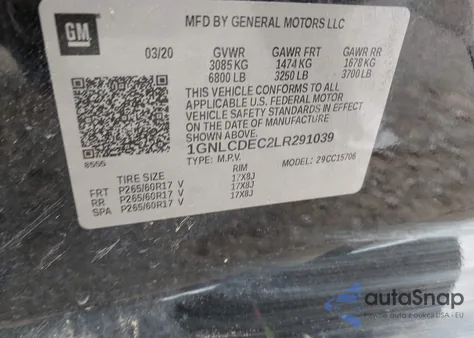 MFD BY GENERAL MOTORS LLC
GM
03/20 GVWR GAWR FRT GAWR RR
3085 KG 1474 KG 1678 KG
6800 LB 3250 LB 3700 LB
THIS VEHICLE CONFORMS TO ALL
APPLICABLE U.S. FEDERAL MOTOR
VEHICLE SAFETY STANDARDS IN EFFECT
ON THE DATE OF MANUFACTURE
SHOWN ABOVE.
1GNLCDEC2LR291039
TYPE: M.P.V. MODEL: 29CC15706
8555
TIRE SIZE RIM
FRT P265/60R17 V 17X8J
RR P265/60R17 V 17X8J
SPA P265/60R17 V 17X8J
autoSnap
USA - EU